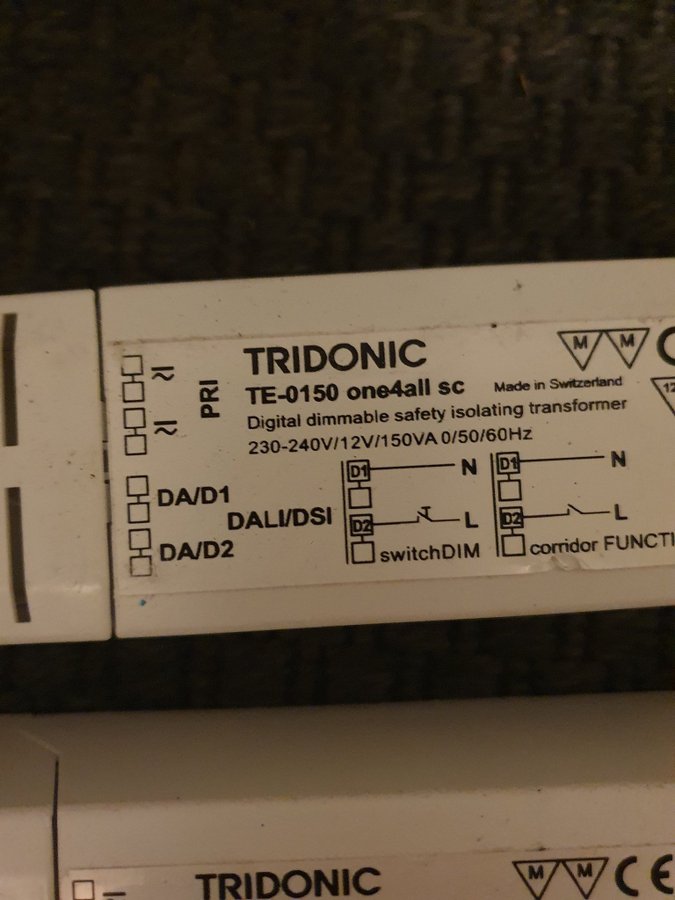 TRIDONIC
TE-0150 one4all sc
Made in Switzerland
Digital dimmable safety isolating transformer
230-240V/12V/150VA 0/50/60Hz
PRI
DA/D1
DALI/DSI
DA/D2
D1 N
D2 L
switchDIM
D1 N
D2 L
corridor FUNCTI
M M C
12
TRIDONIC
M M CE